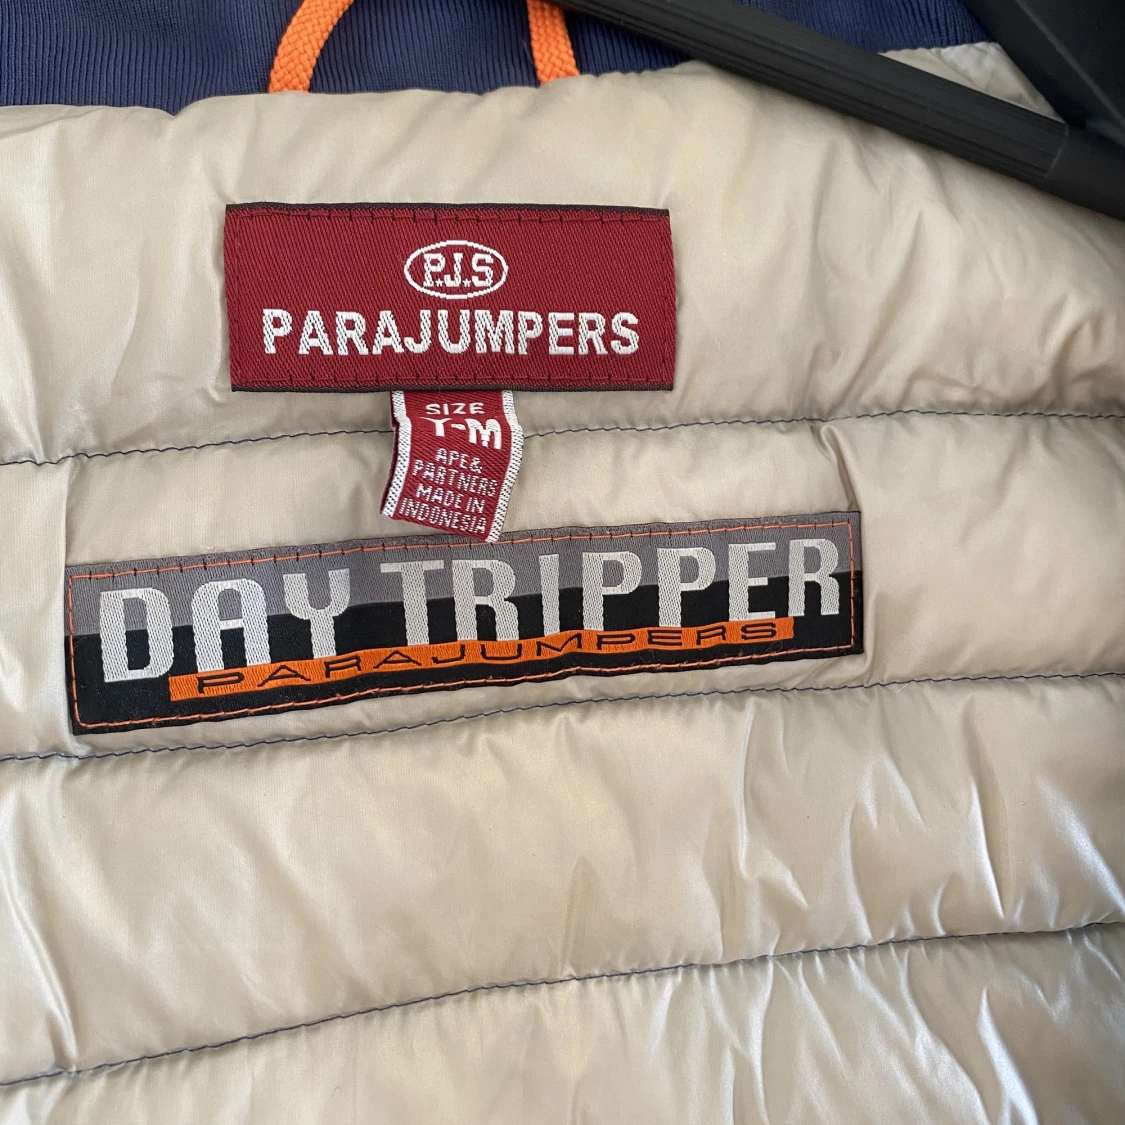 P.J.S
PARAJUMPERS
SIZE
Y-M
APE&
PARTNERS
MADE IN
INDONESIA
DAY TRIPPER
PARAJUMPERS